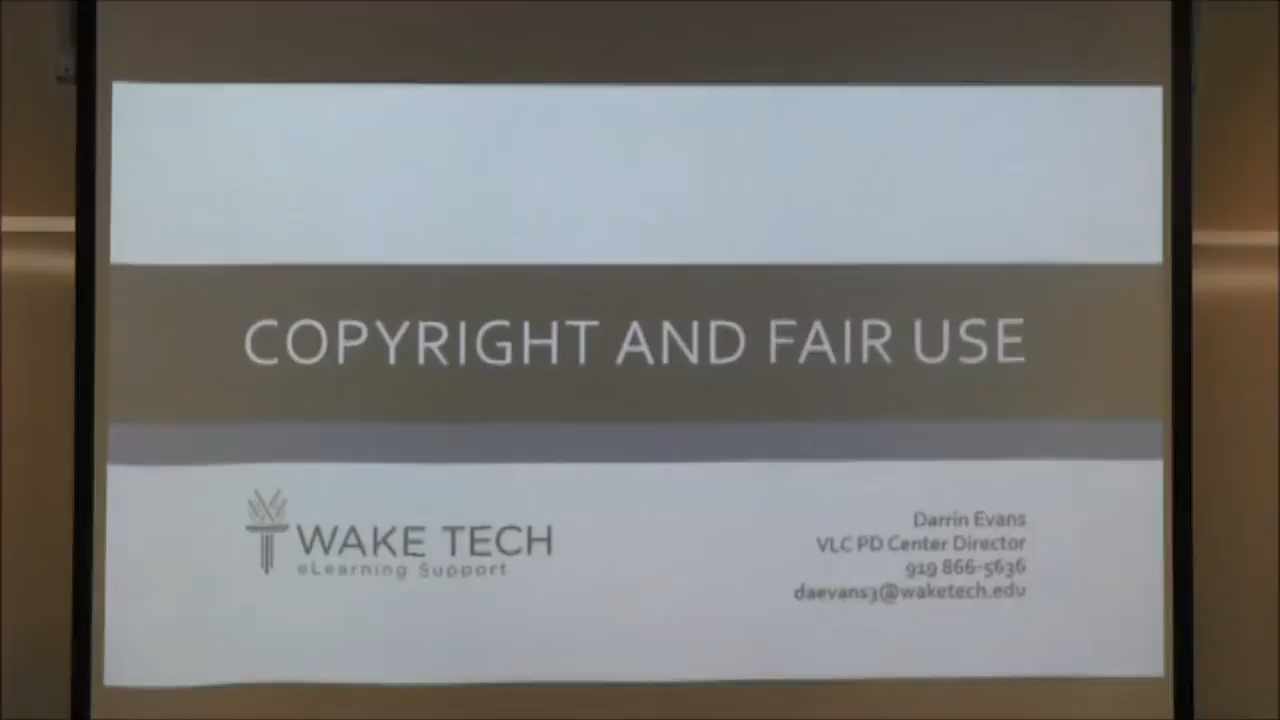 COPYRIGHT AND FAIR USE
WAKE TECH
eLearning Support
Darrin Evans
VLC PD Center Director
919 866-5636
daevans3@waketech.edu